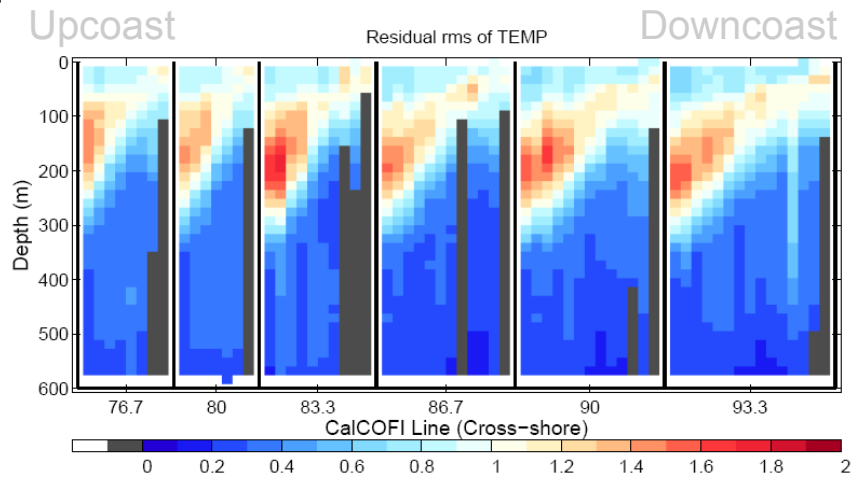 Upcoast Downcoast
Residual rms of TEMP
0
100
200
300
400
500
600
Depth (m)
76.7 80 83.3 86.7 90 93.3
CalCOFI Line (Cross−shore)
0 0.2 0.4 0.6 0.8 1 1.2 1.4 1.6 1.8 2